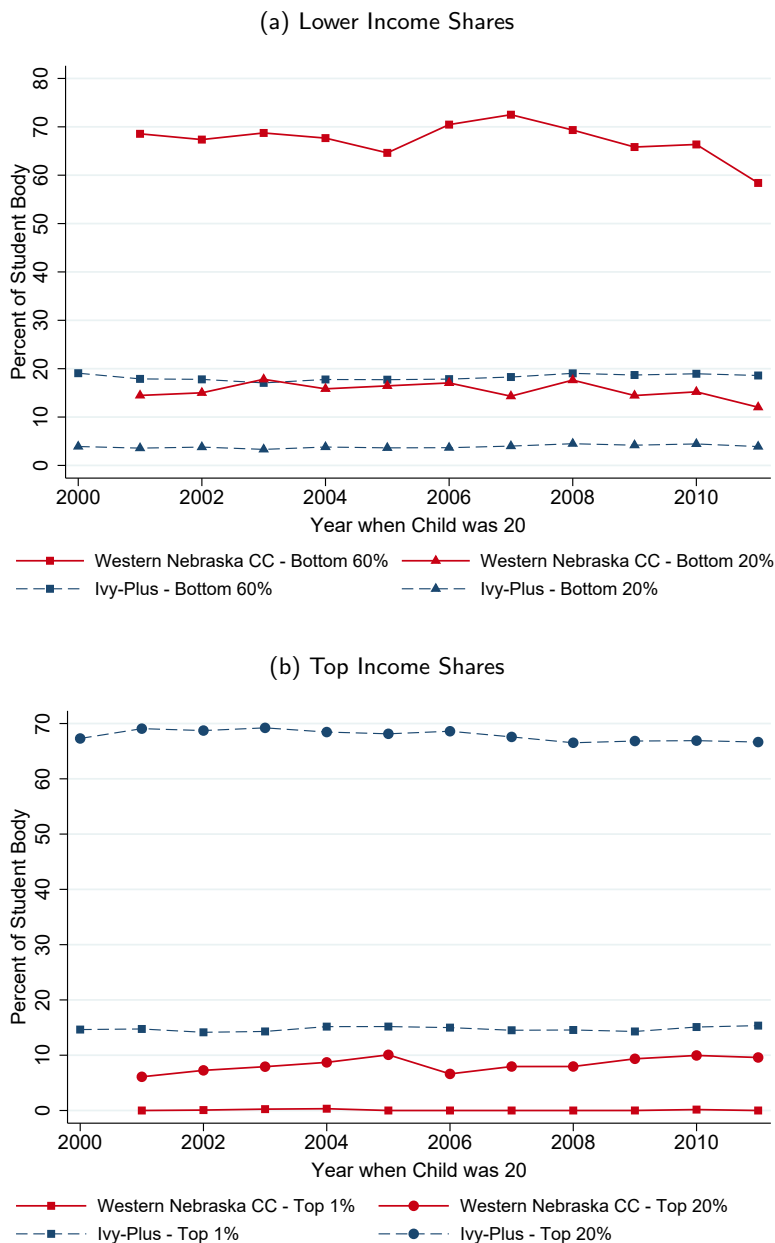 (a) Lower Income Shares
Percent of Student Body
80
70
60
50
40
30
20
10
0
2000 2002 2004 2006 2008 2010
Year when Child was 20
Western Nebraska CC - Bottom 60% Western Nebraska CC - Bottom 20%
Ivy-Plus - Bottom 60% Ivy-Plus - Bottom 20%
(b) Top Income Shares
Percent of Student Body
70
60
50
40
30
20
10
0
2000 2002 2004 2006 2008 2010
Year when Child was 20
Western Nebraska CC - Top 1% Western Nebraska CC - Top 20%
Ivy-Plus - Top 1% Ivy-Plus - Top 20%